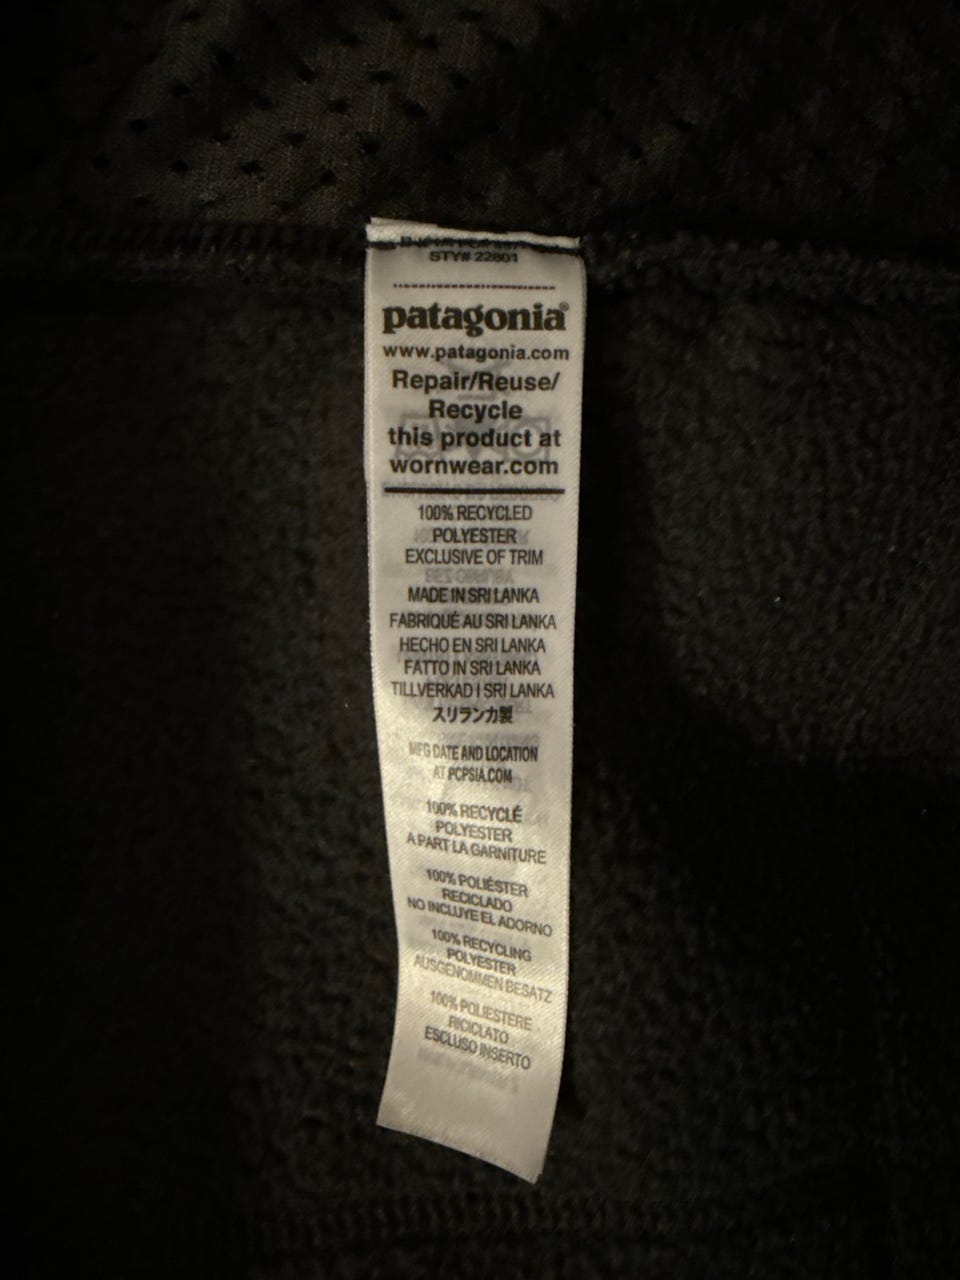 STY# 22801
patagonia®
www.patagonia.com
Repair/Reuse/
Recycle
this product at
wornwear.com
100% RECYCLED
POLYESTER
EXCLUSIVE OF TRIM
MADE IN SRI LANKA
FABRIQUÉ AU SRI LANKA
HECHO EN SRI LANKA
FATTO IN SRI LANKA
TILLVERKAD I SRI LANKA
スリランカ製
MFG DATE AND LOCATION
AT PCPSIA.COM
100% RECYCLÉ
POLYESTER
A PART LA GARNITURE
100% POLIÉSTER
RECICLADO
NO INCLUYE EL ADORNO
100% RECYCLING
POLYESTER
AUSGENOMMEN BESATZ
100% POLIESTERE
RICICLATO
ESCLUSO INSERTO